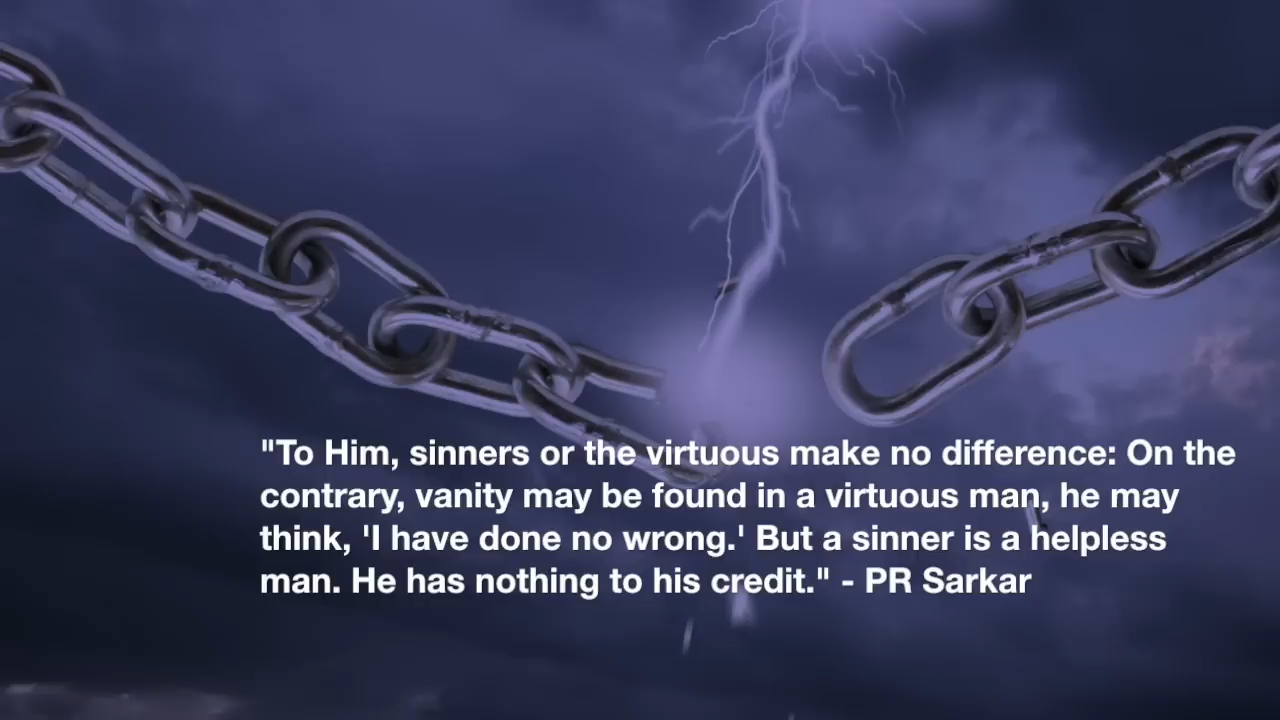 "To Him, sinners or the virtuous make no difference: On the
contrary, vanity may be found in a virtuous man, he may
think, 'I have done no wrong.' But a sinner is a helpless
man. He has nothing to his credit." - PR Sarkar